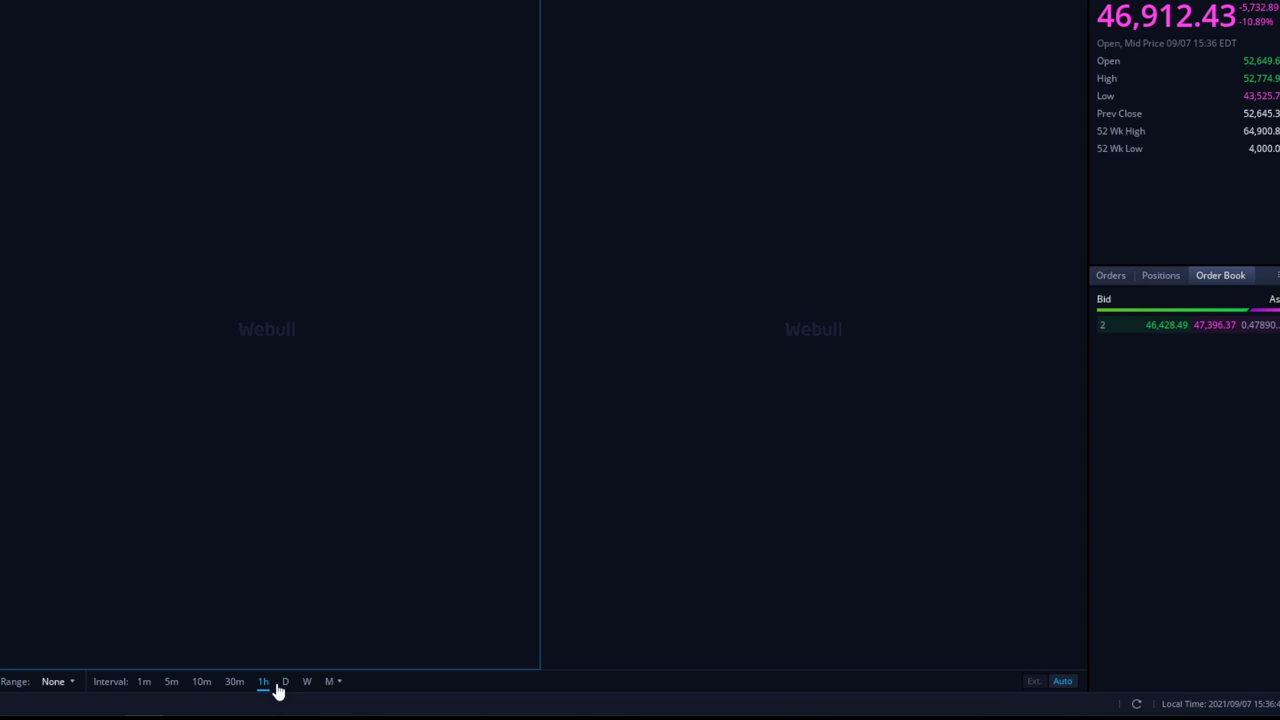 46,912.43 -5,732.89
-10.89%
Open, Mid Price 09/07 15:36 EDT
Open 52,649.6
High 52,774.9
Low 43,525.7
Prev Close 52,645.3
52 Wk High 64,900.8
52 Wk Low 4,000.0
Webull Webull
Orders Positions Order Book
Bid As
2 46,428.49 47,396.37 0.47890...
Range: None Interval: 1m 5m 10m 30m 1h D W M Ext. Auto
Local Time: 2021/09/07 15:36:4